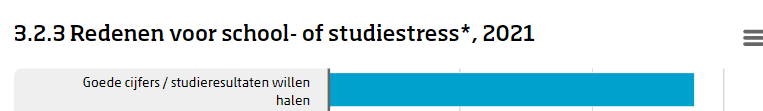 3.2.3 Redenen voor school- of studiestress*, 2021
Goede cijfers / studieresultaten willen
halen